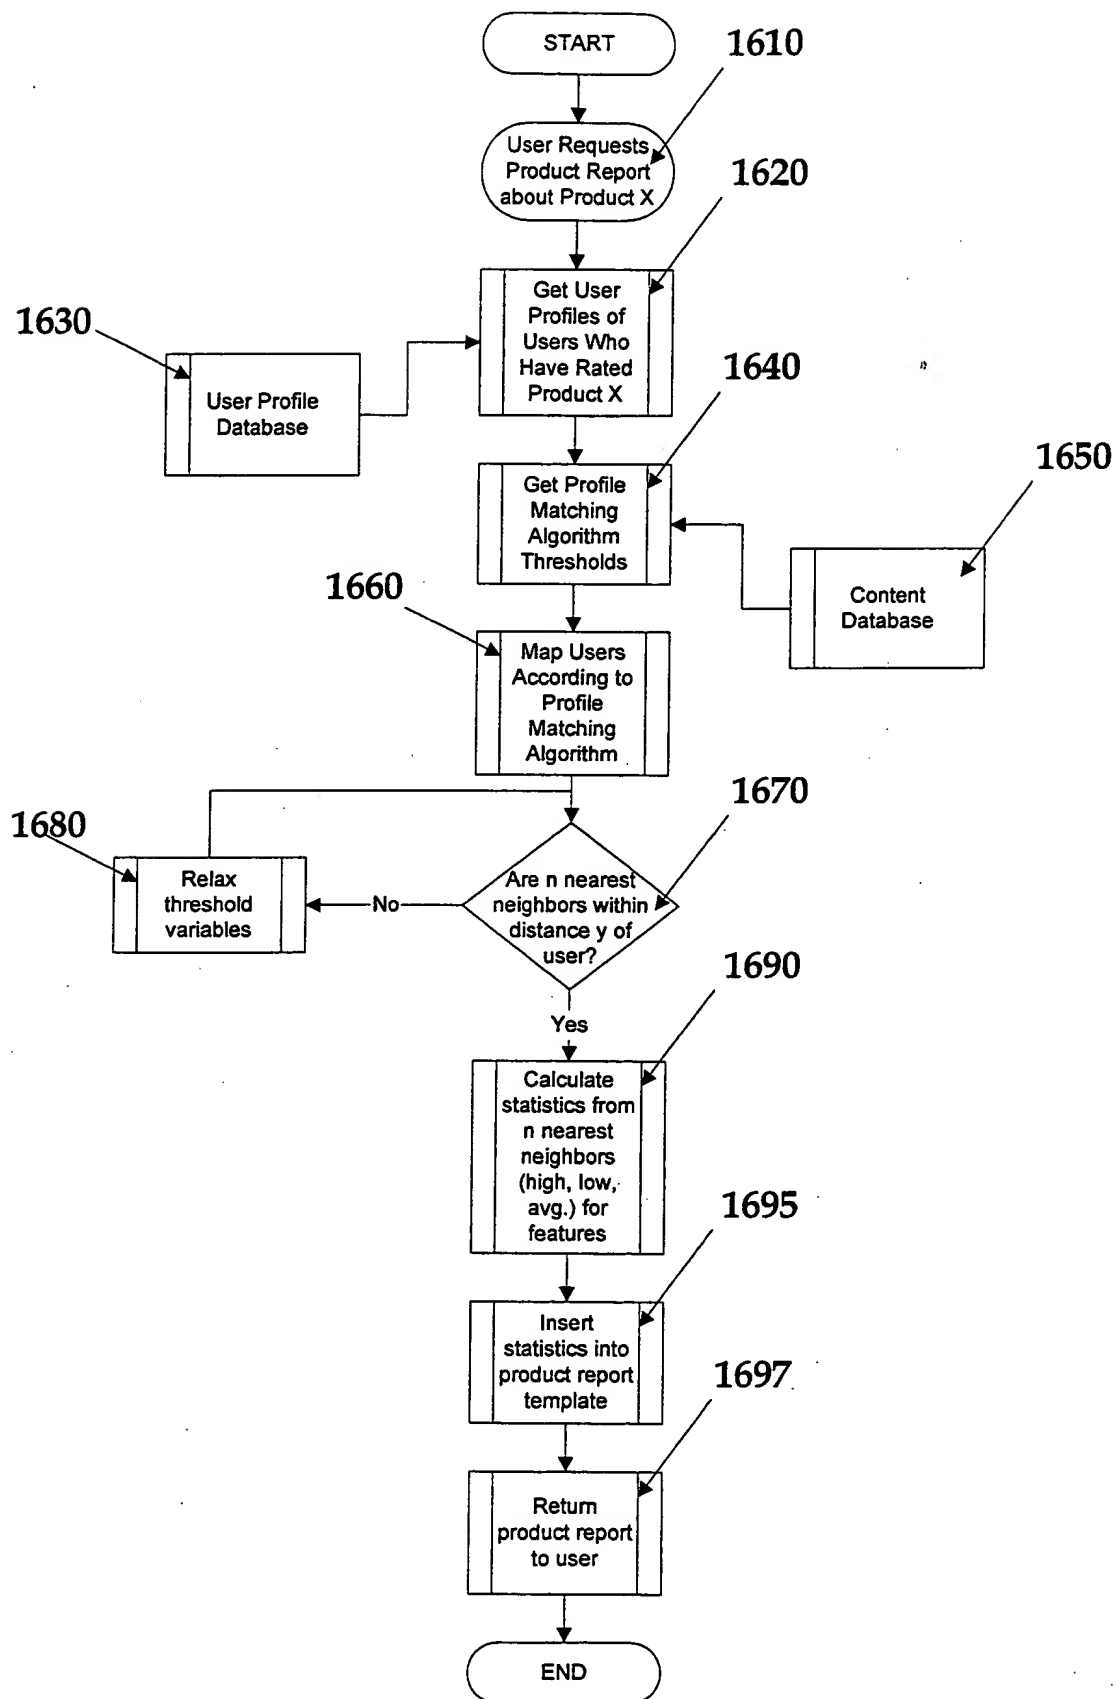 START
1610
User Requests
Product Report
about Product X
1620
Get User
Profiles of
Users Who
Have Rated
Product X
1630
User Profile
Database
1640
Get Profile
Matching
Algorithm
Thresholds
1650
Content
Database
1660
Map Users
According to
Profile
Matching
Algorithm
1670
Are n nearest
neighbors within
distance y of
user?
1680
Relax
threshold
variables
No
Yes
1690
Calculate
statistics from
n nearest
neighbors
(high, low,
avg.) for
features
1695
Insert
statistics into
product report
template
1697
Return
product report
to user
END